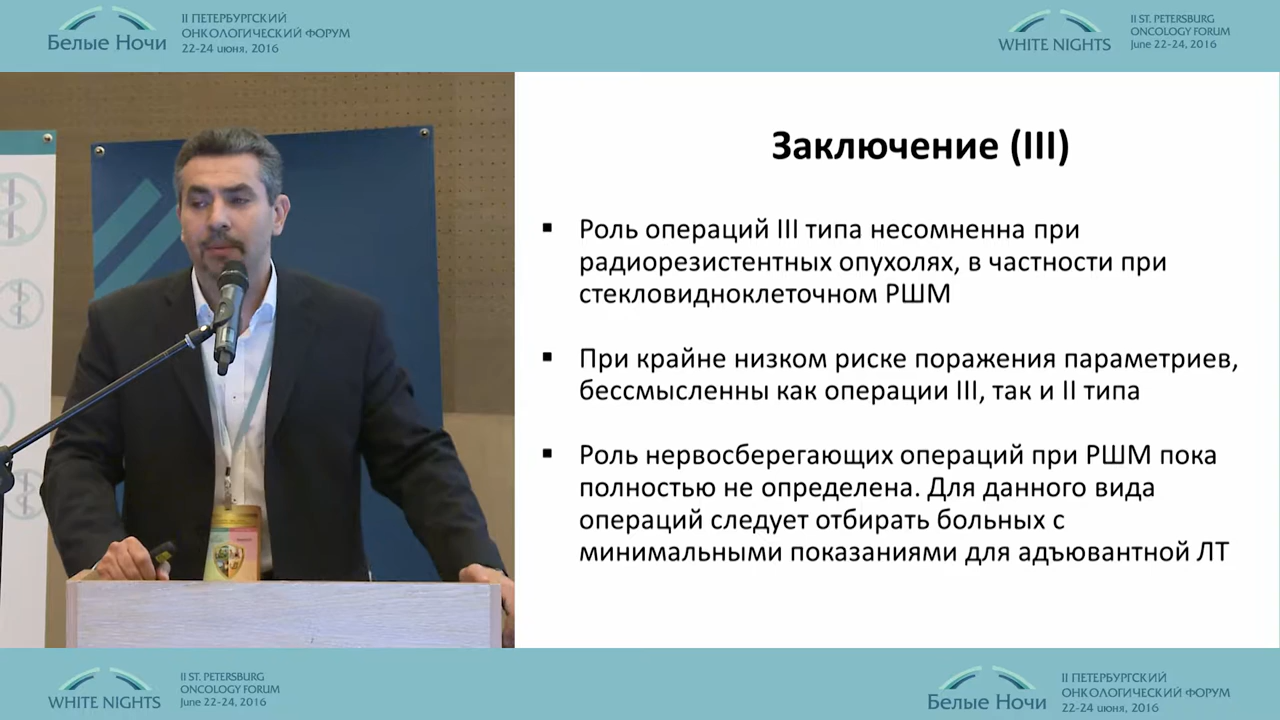 Белые Ночи
II ПЕТЕРБУРГСКИЙ
ОНКОЛОГИЧЕСКИЙ ФОРУМ
22-24 июня, 2016
WHITE NIGHTS
II ST. PETERSBURG
ONCOLOGY FORUM
June 22-24, 2016
Заключение (III)
▪ Роль операций III типа несомненна при
радиорезистентных опухолях, в частности при
стекловидноклеточном РШМ
▪ При крайне низком риске поражения параметриев,
бессмысленны как операции III, так и II типа
▪ Роль нервосберегающих операций при РШМ пока
полностью не определена. Для данного вида
операций следует отбирать больных с
минимальными показаниями для адъювантной ЛТ
WHITE NIGHTS
II ST. PETERSBURG
ONCOLOGY FORUM
June 22-24, 2016
Белые Ночи
II ПЕТЕРБУРГСКИЙ
ОНКОЛОГИЧЕСКИЙ ФОРУМ
22-24 июня, 2016